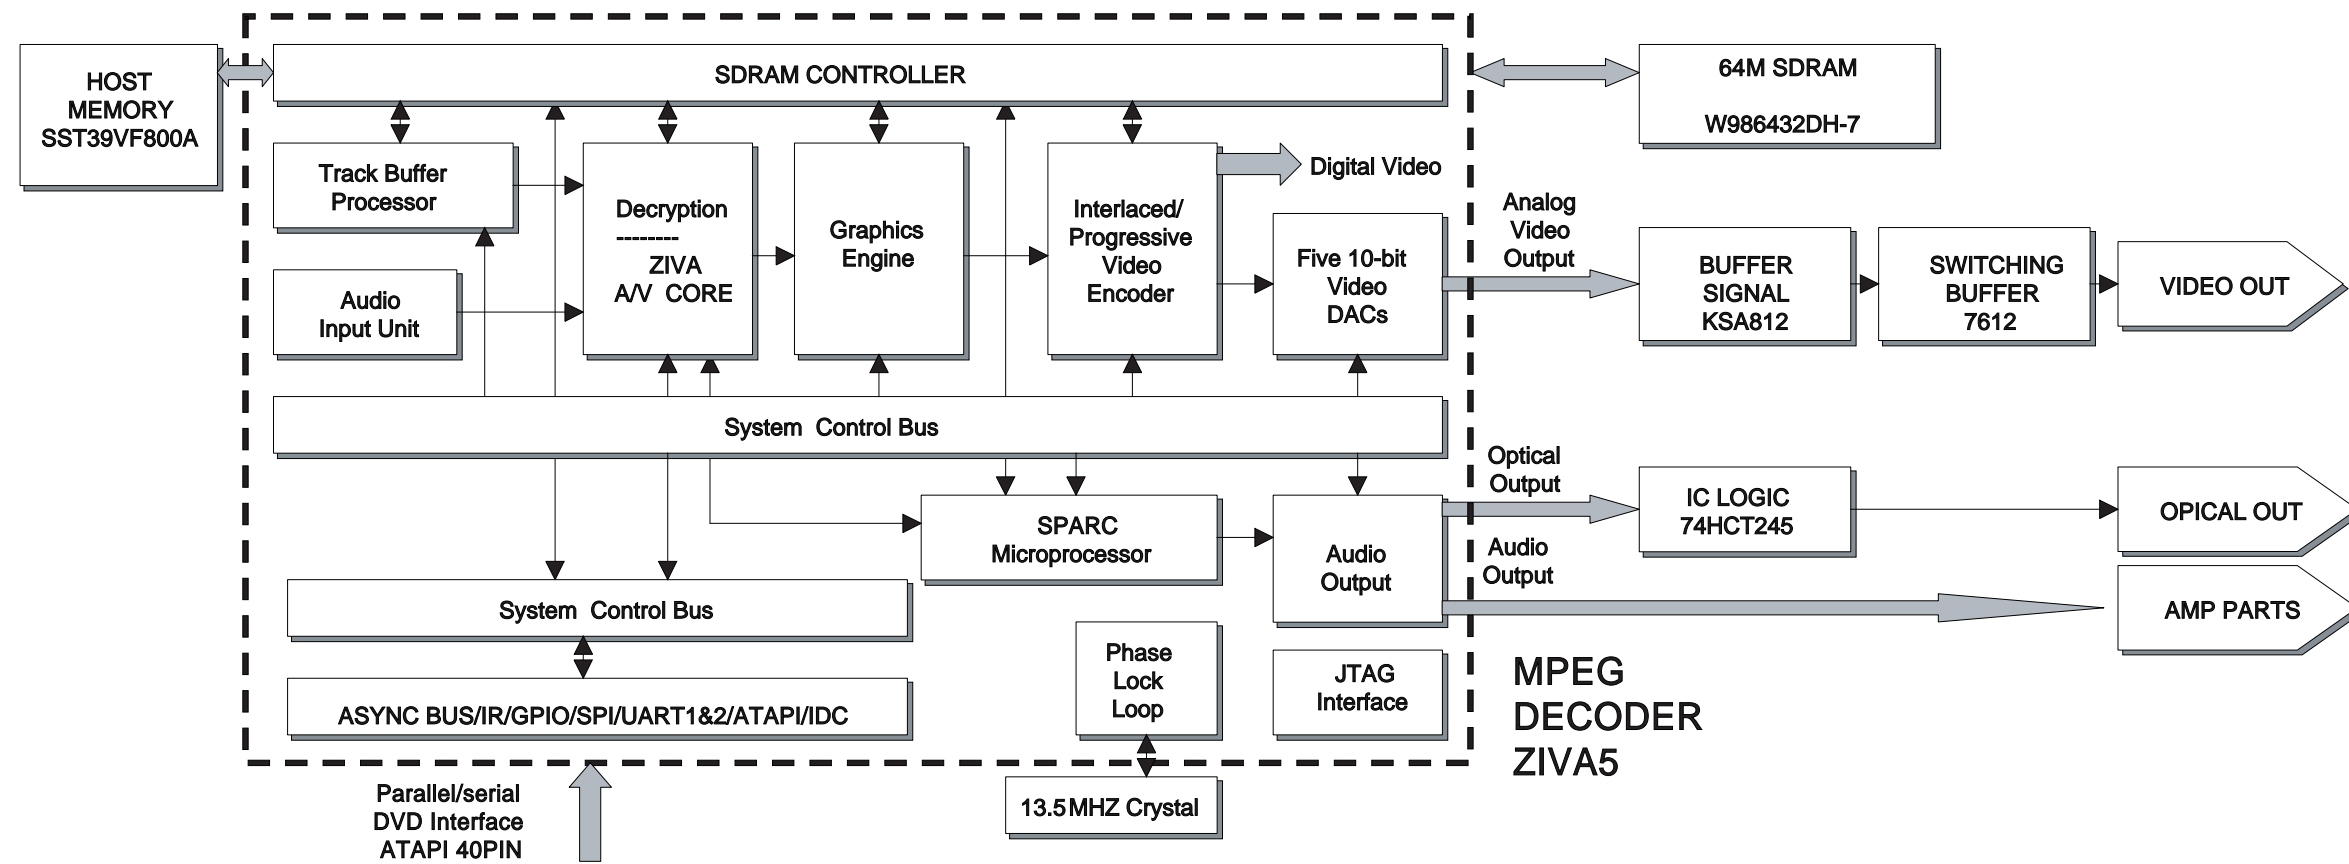 HOST
MEMORY
SST39VF800A
SDRAM CONTROLLER
64M SDRAM
W986432DH-7
Track Buffer
Processor
Decryption
--------
ZIVA
A/V CORE
Graphics
Engine
Interlaced/
Progressive
Video
Encoder
Digital Video
Five 10-bit
Video
DACs
Analog
Video
Output
BUFFER
SIGNAL
KSA812
SWITCHING
BUFFER
7612
VIDEO OUT
Audio
Input Unit
System Control Bus
SPARC
Microprocessor
Audio
Output
Optical
Output
IC LOGIC
74HCT245
OPICAL OUT
Audio
Output
AMP PARTS
System Control Bus
ASYNC BUS/IR/GPIO/SPI/UART1&2/ATAPI/IDC
Phase
Lock
Loop
JTAG
Interface
MPEG
DECODER
ZIVA5
Parallel/serial
DVD Interface
ATAPI 40PIN
13.5MHZ Crystal